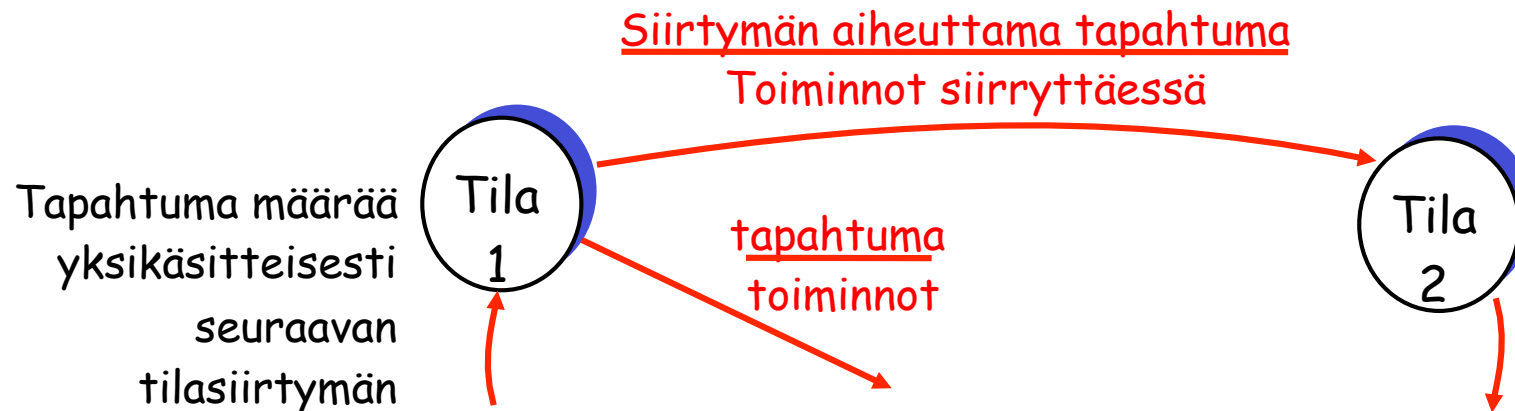 Siirtymän aiheuttama tapahtuma
Toiminnot siirryttäessä
Tapahtuma määrää
yksikäsitteisesti
seuraavan
tilasiirtymän
Tila
1
tapahtuma
toiminnot
Tila
2